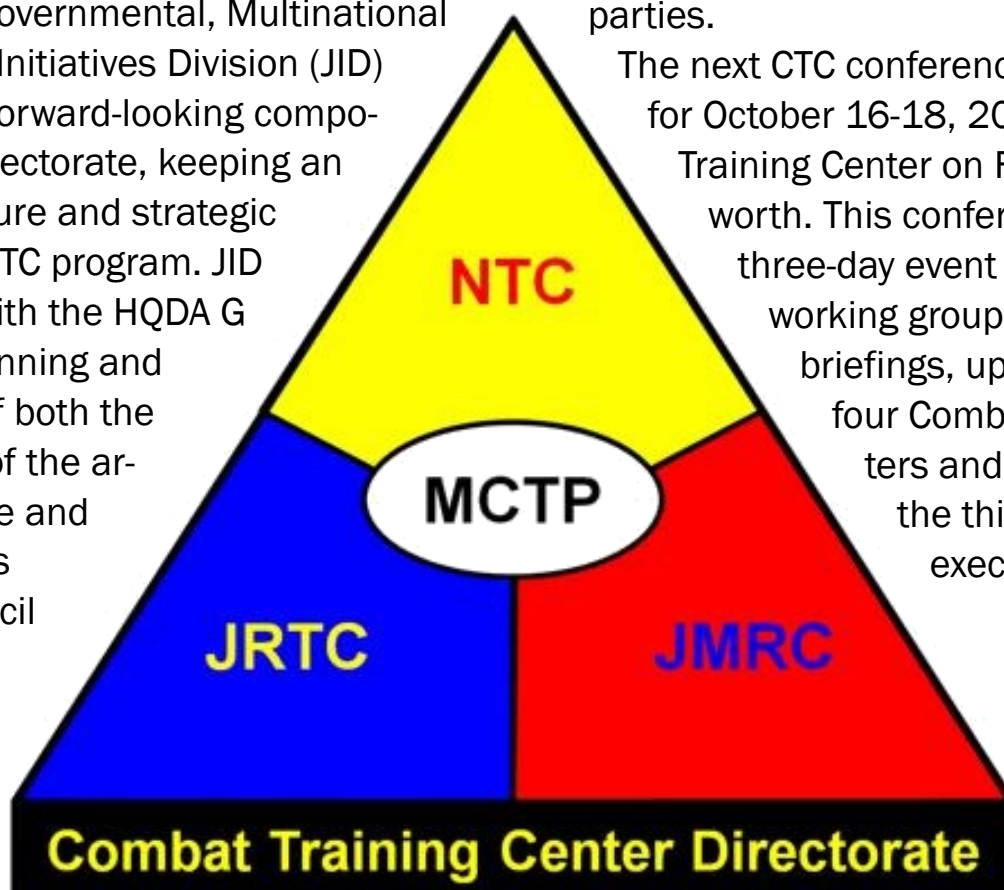 overnmental, Multinational
Initiatives Division (JID)
orward-looking compo-
ectorate, keeping an
ure and strategic
TC program. JID
ith the HQDA G
nning and
f both the
of the ar-
e and
s
cil
parties.
The next CTC conferenc
for October 16-18, 20
Training Center on F
worth. This confer
three-day event
working group
briefings, up
four Comb
ters and
the thi
exec
NTC
MCTP
JRTC
JMRC
Combat Training Center Directorate